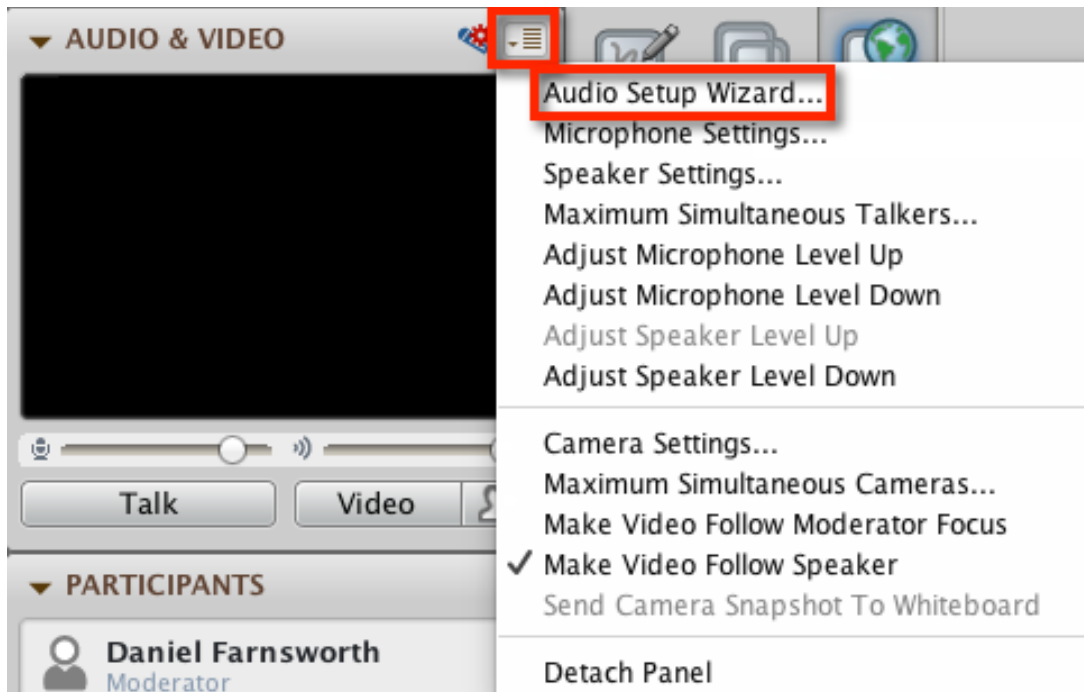 AUDIO & VIDEO
Audio Setup Wizard...
Microphone Settings...
Speaker Settings...
Maximum Simultaneous Talkers...
Adjust Microphone Level Up
Adjust Microphone Level Down
Adjust Speaker Level Up
Adjust Speaker Level Down
Camera Settings...
Maximum Simultaneous Cameras...
Make Video Follow Moderator Focus
Make Video Follow Speaker
Send Camera Snapshot To Whiteboard
Detach Panel
Talk
Video
PARTICIPANTS
Daniel Farnsworth
Moderator